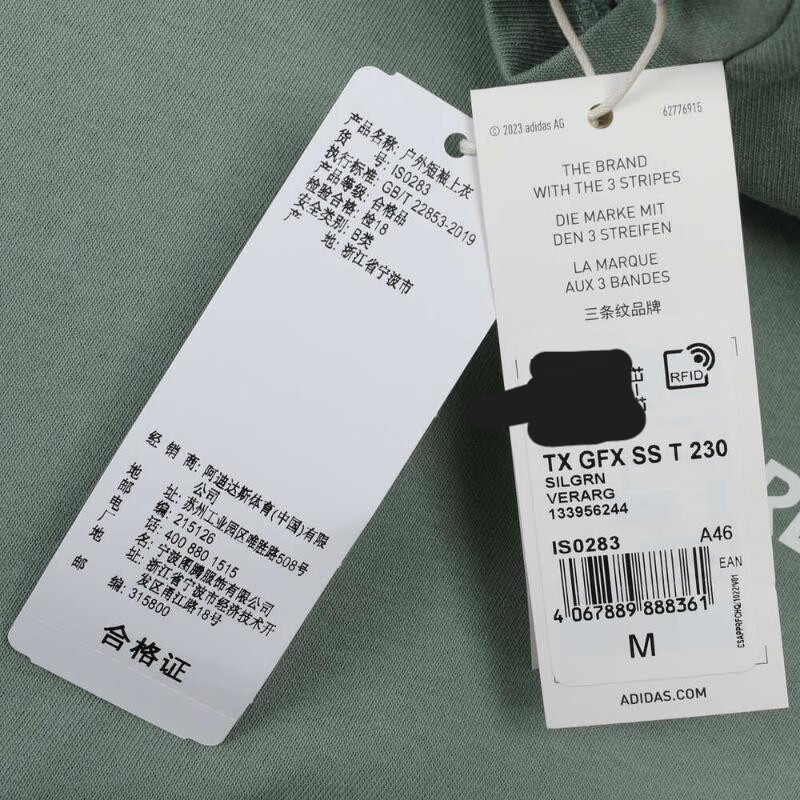 产品名称: 户外短袖上衣
货 号: IS0283
执行标准: GB/T 22853-2019
产品等级: 合格品
检验合格: 检18
安全类别: B类
产 地: 浙江省宁波市
经 销 商: 阿迪达斯体育(中国)有限
公司
地 址: 苏州工业园区唯胜路508号
邮 编: 215126
电 话: 400 880 1515
厂 名: 宁波图腾服饰有限公司
地 址: 浙江省宁波市经济技术开
发区甬江路18号
邮 编: 315800
合格证
© 2023 adidas AG
62776915
THE BRAND
WITH THE 3 STRIPES
DIE MARKE MIT
DEN 3 STREIFEN
LA MARQUE
AUX 3 BANDES
三条纹品牌
RFID
TX GFX SS T 230
SILGRN
VERARG
133956244
IS0283
A46
EAN
4 067889 888361
CSAPPRFCHQ/1022/V01
M
ADIDAS.COM